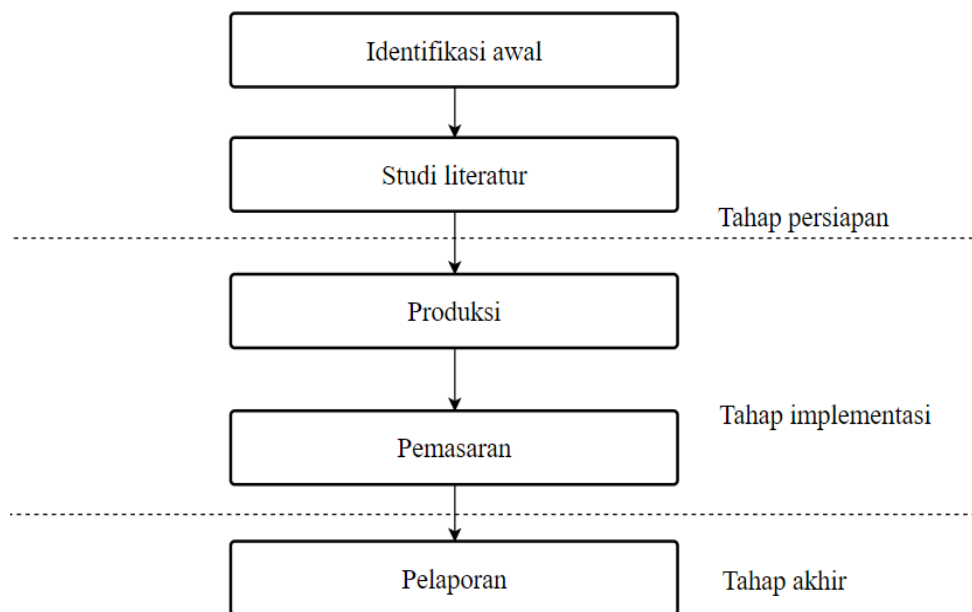 Identifikasi awal
Studi literatur
Tahap persiapan
Produksi
Tahap implementasi
Pemasaran
Pelaporan
Tahap akhir